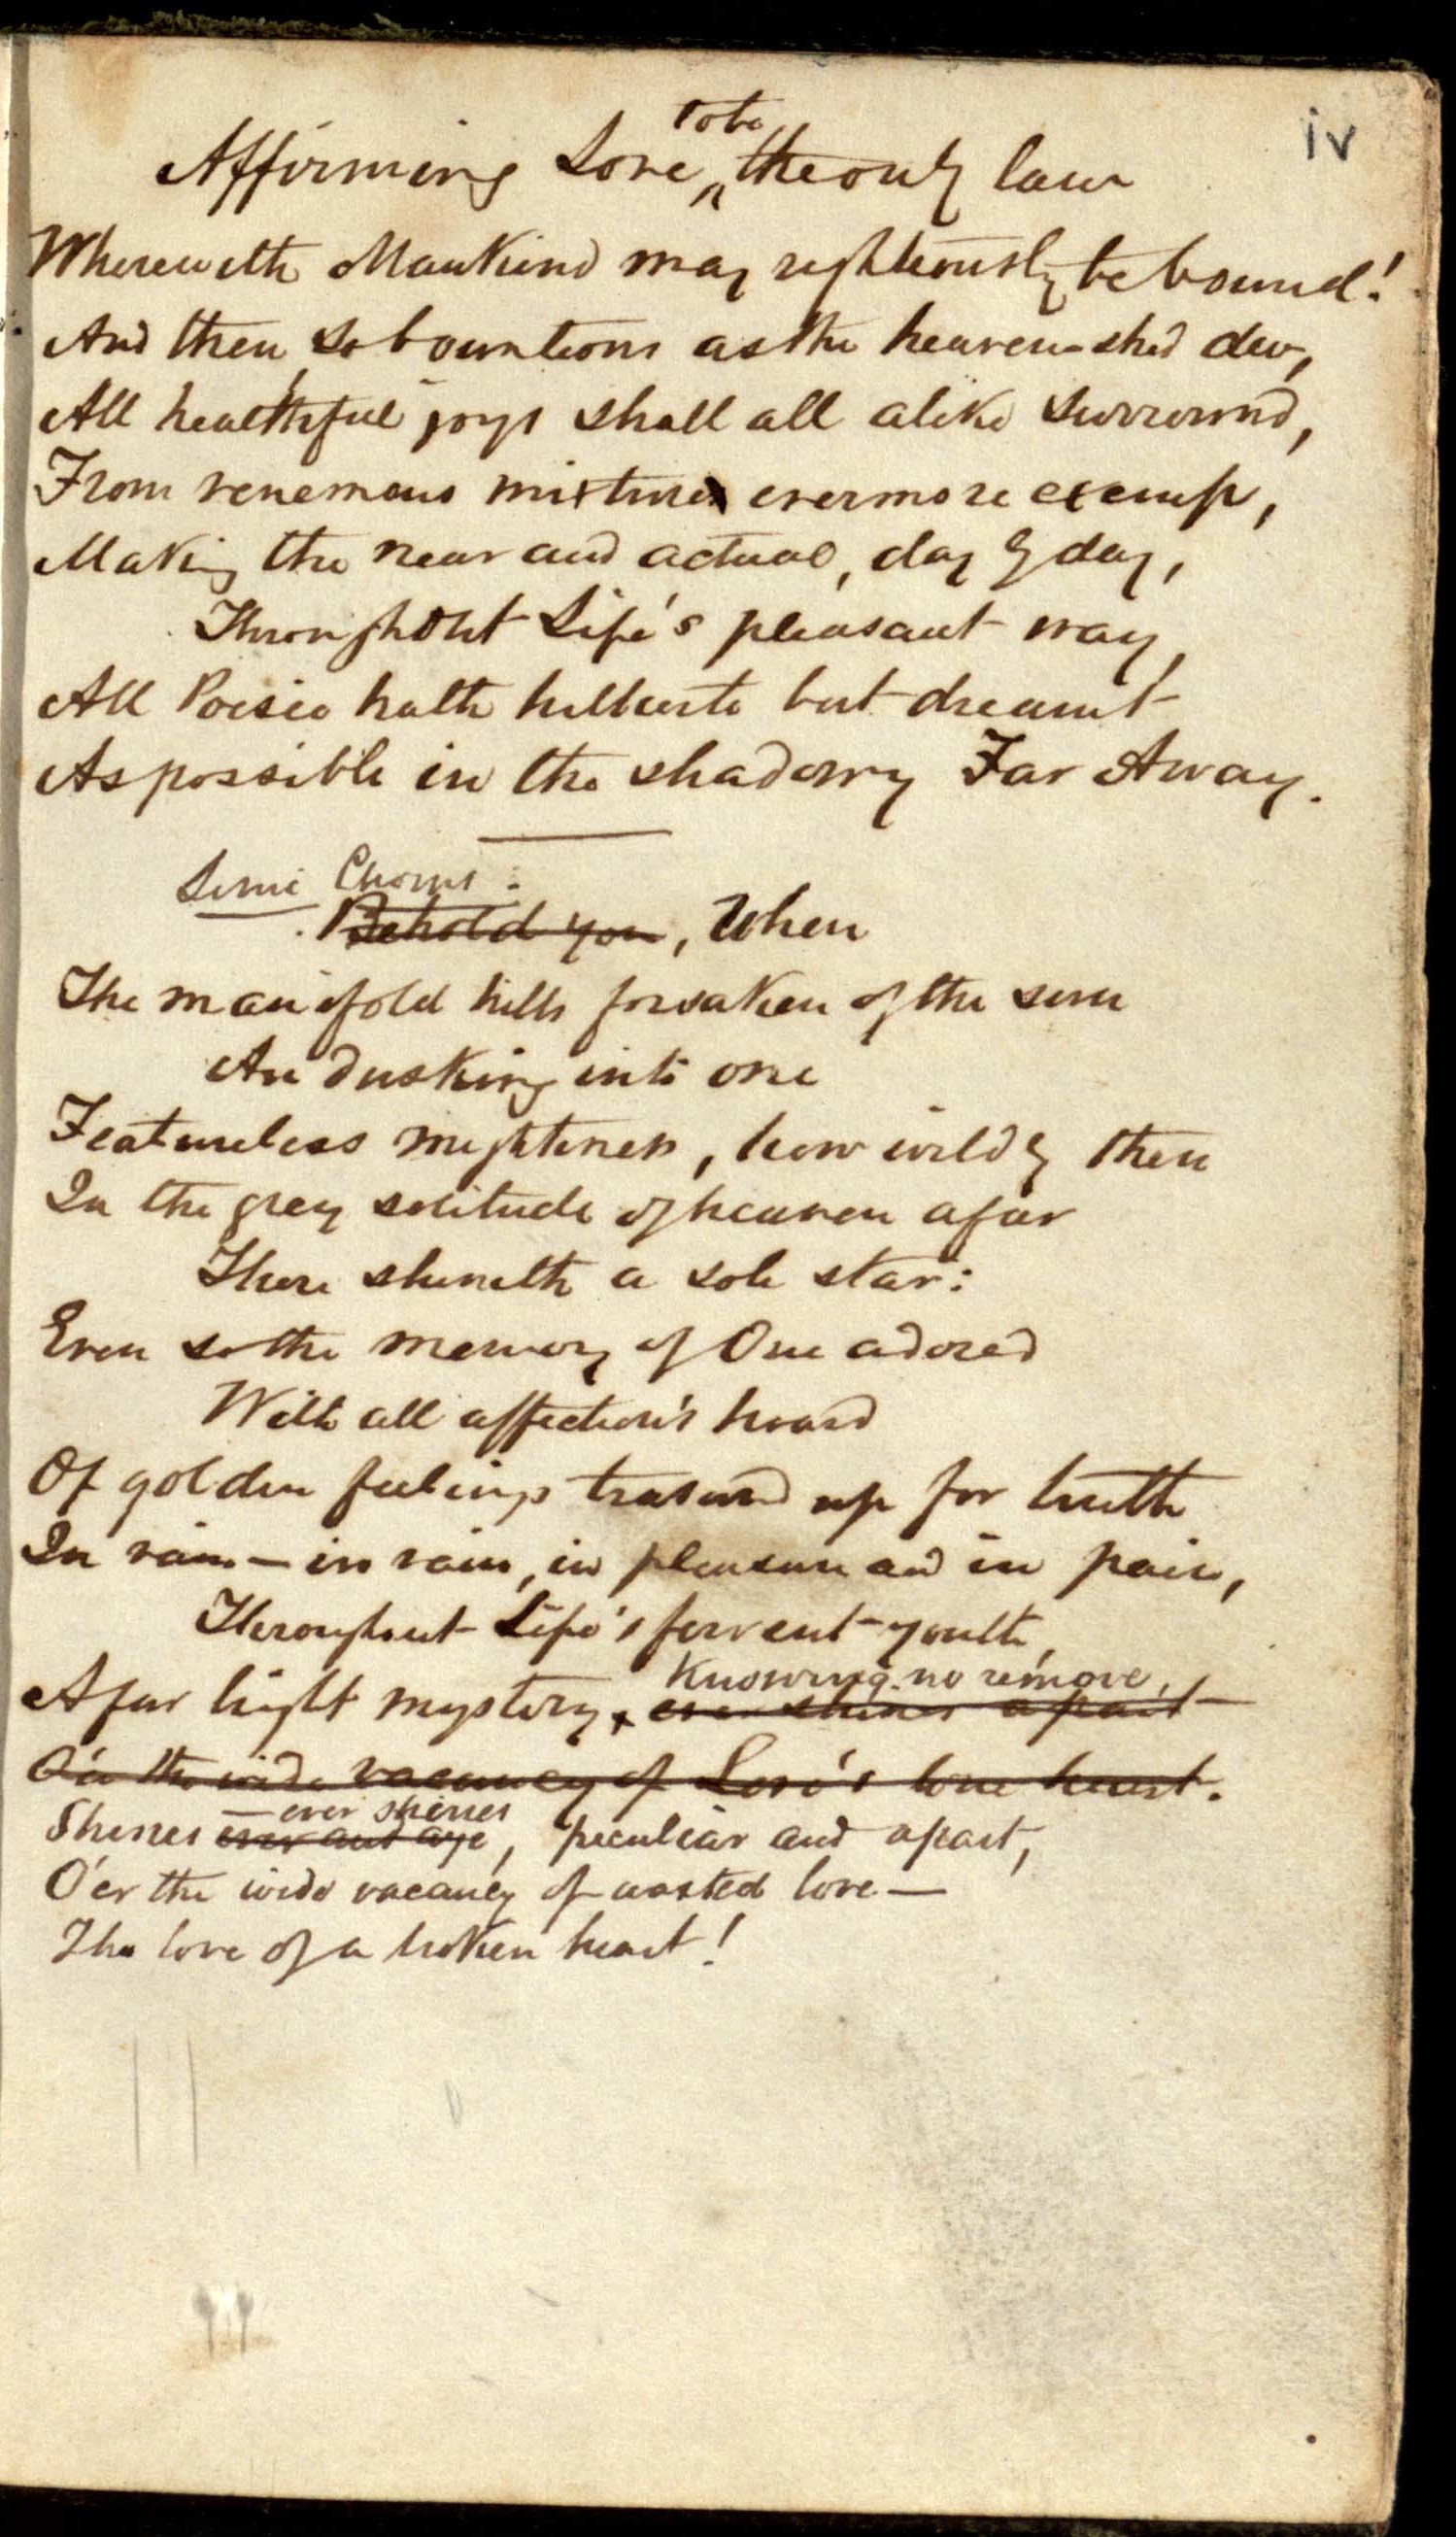 iv
to be
Affirming Love ^ the only law
Wherewith Mankind may righteously be bound!
And then, so bounteous as the heaven-shed dew,
All healthful joys shall all alike surround,
From venemous mixture evermore exempt,
Making the near and actual, day by day,
Throughout Life's pleasant way,
All Poesie hath hitherto but dreamt
As possible in the shadowy Far Away.
Semi Chorus:
Behold you, When
The manifold hills forsaken of the sun
Are dusking into one
Featureless mightiness, how wildly then
In the grey solitude of heaven afar
There shineth a sole star:
Even so the memory of One adored
With all affection's hoard
Of golden feelings treasured up for truth
In vain — in vain, in pleasure and in pain,
Throughout Life's fervent youth,
Knowing no remove,
A far light mystery, ever shines apart
O'er the wide vacancy of Love's lone heart.
— ever shines
Shines ever and aye, peculiar and apart,
O'er the wide vacancy of wasted love —
The love of a broken heart!